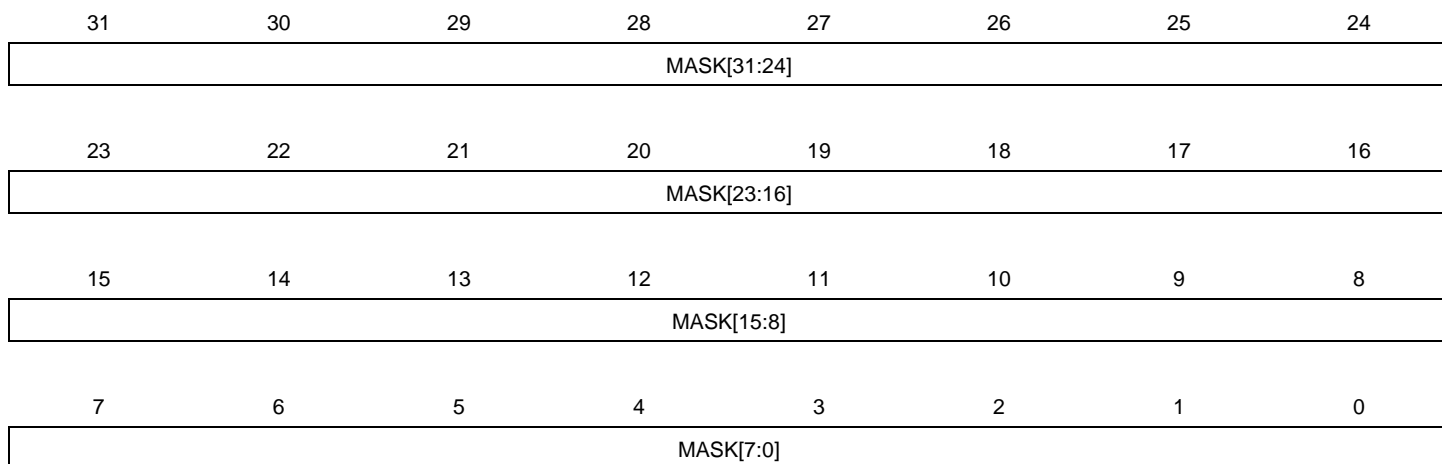 31 30 29 28 27 26 25 24
MASK[31:24]
23 22 21 20 19 18 17 16
MASK[23:16]
15 14 13 12 11 10 9 8
MASK[15:8]
7 6 5 4 3 2 1 0
MASK[7:0]